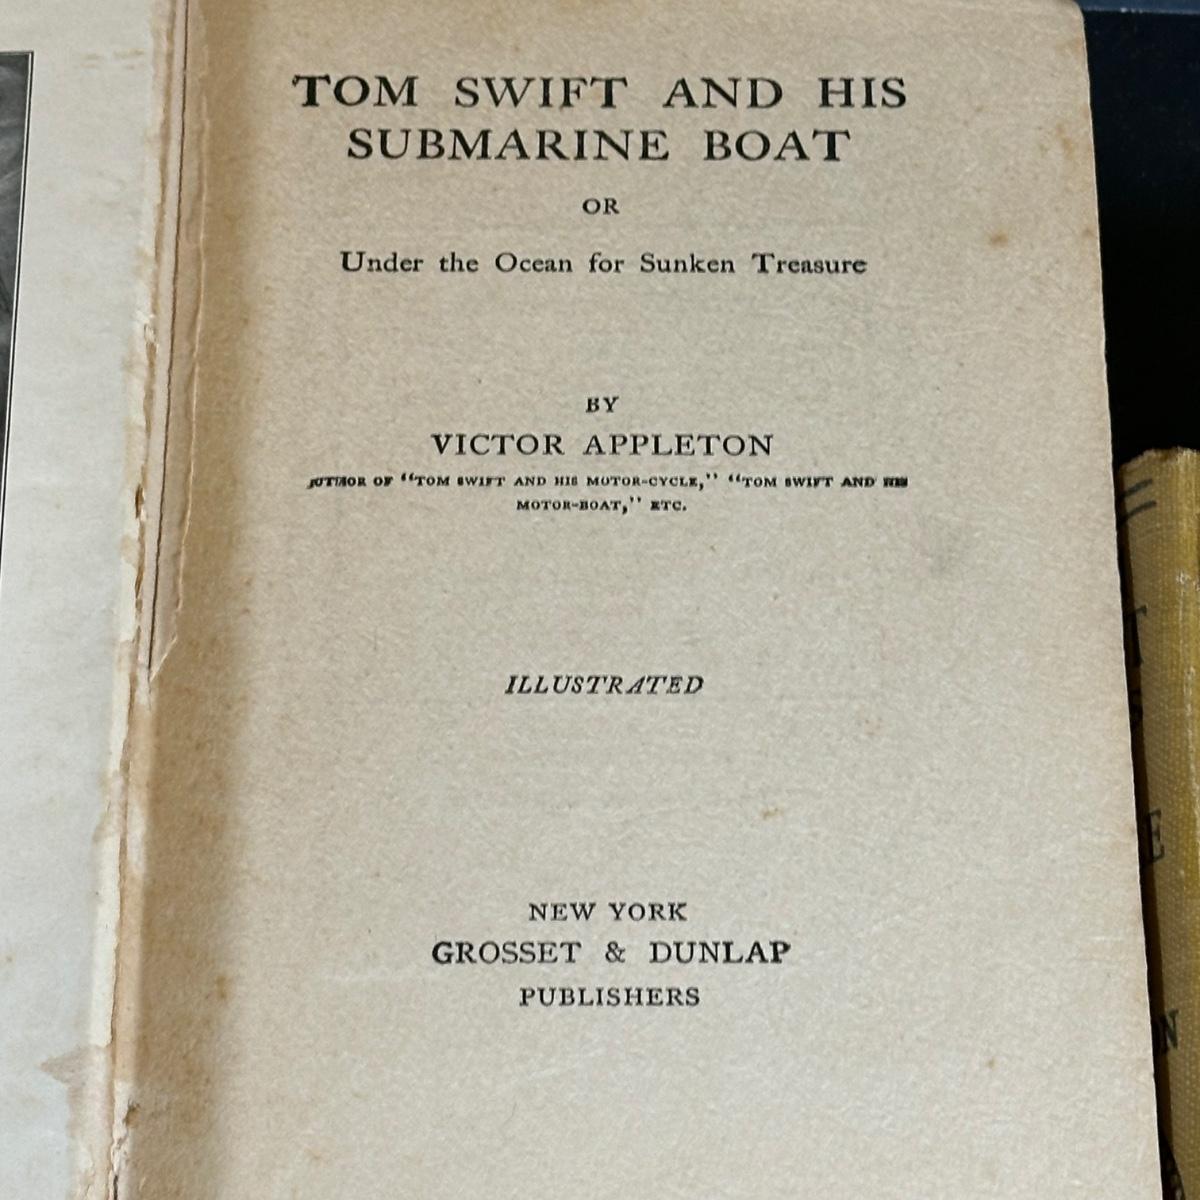 TOM SWIFT AND HIS
SUBMARINE BOAT
OR
Under the Ocean for Sunken Treasure
BY
VICTOR APPLETON
AUTHOR OF “TOM SWIFT AND HIS MOTOR-CYCLE,” “TOM SWIFT AND HIS
MOTOR-BOAT,” ETC.
ILLUSTRATED
NEW YORK
GROSSET & DUNLAP
PUBLISHERS